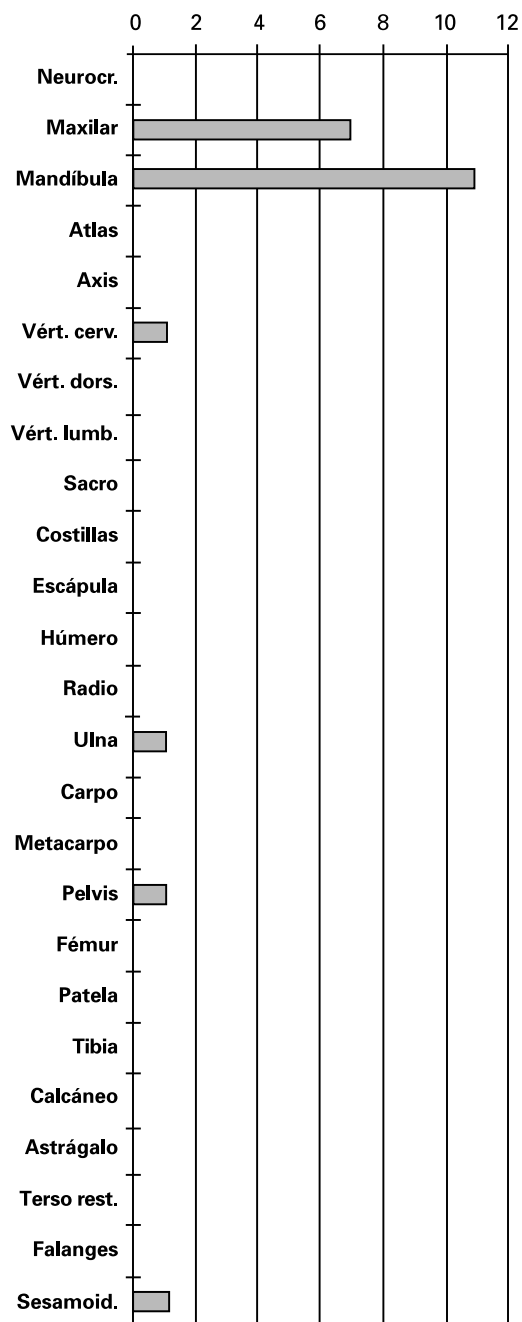 0 2 4 6 8 10 12
Neurocr.
Maxilar
Mandíbula
Atlas
Axis
Vért. cerv.
Vért. dors.
Vért. lumb.
Sacro
Costillas
Escápula
Húmero
Radio
Ulna
Carpo
Metacarpo
Pelvis
Fémur
Patela
Tibia
Calcáneo
Astrágalo
Terso rest.
Falanges
Sesamoid.